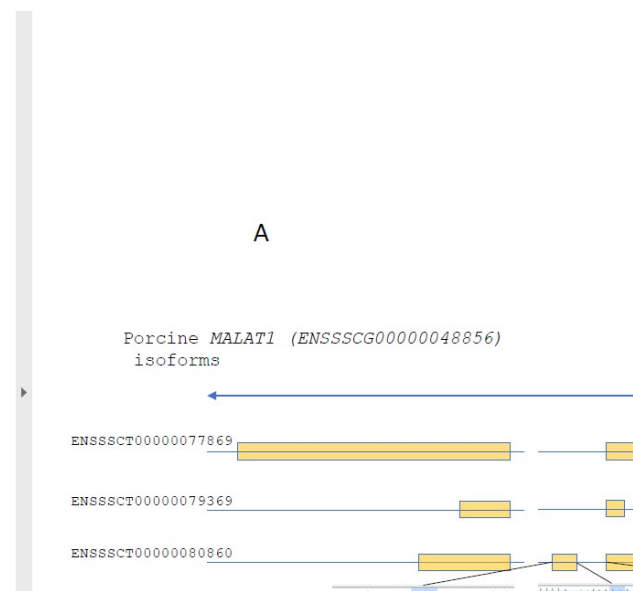 A
Porcine MALAT1 (ENSSSCG00000048856)
isoforms
ENSSSCT00000077869
ENSSSCT00000079369
ENSSSCT00000080860